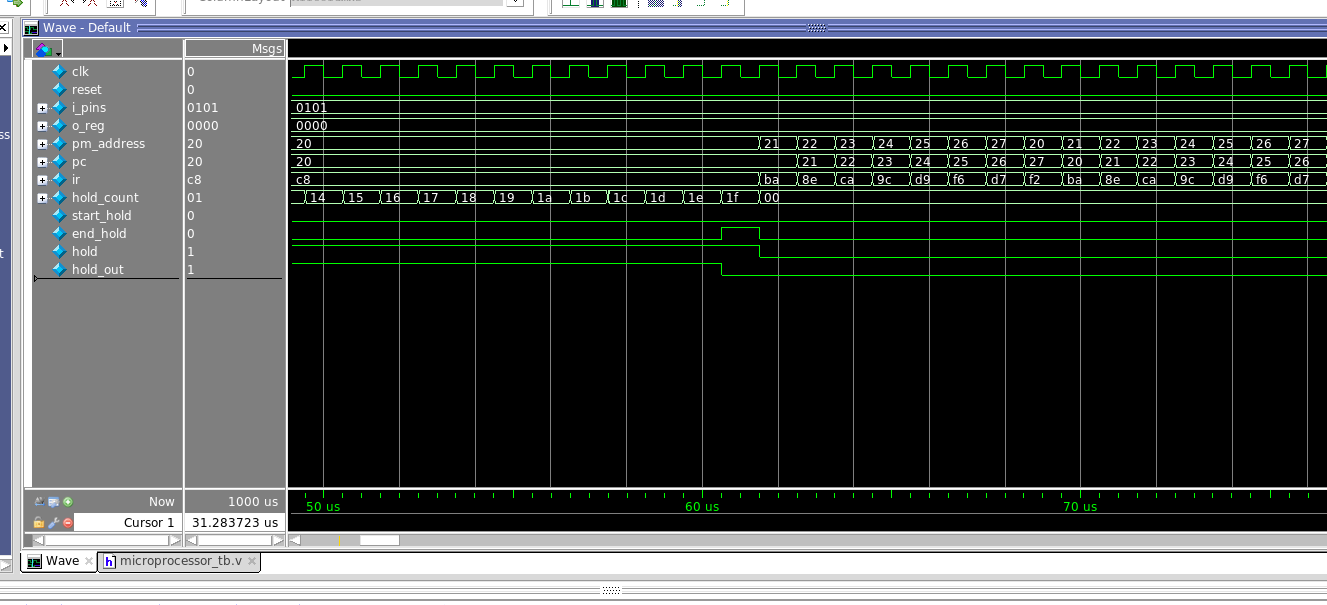 Wave - Default
Msgs
clk 0
reset 0
i_pins 0101 0101
o_reg 0000 0000
pm_address 20 20 21 22 23 24 25 26 27 20 21 22 23 24 25 26 27
pc 20 20 21 22 23 24 25 26 27 20 21 22 23 24 25 26
ir c8 c8 ba 8e ca 9c d9 f6 d7 f2 ba 8e ca 9c d9 f6 d7
hold_count 01 14 15 16 17 18 19 1a 1b 1c 1d 1e 1f 00
start_hold 0
end_hold 0
hold 1
hold_out 1
Now 1000 us 50 us 60 us 70 us
Cursor 1 31.283723 us
Wave microprocessor_tb.v